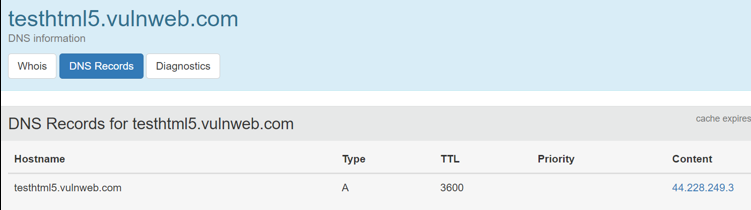 testhtml5.vulnweb.com
DNS information
Whois DNS Records Diagnostics
DNS Records for testhtml5.vulnweb.com cache expires
Hostname Type TTL Priority Content
testhtml5.vulnweb.com A 3600 44.228.249.3